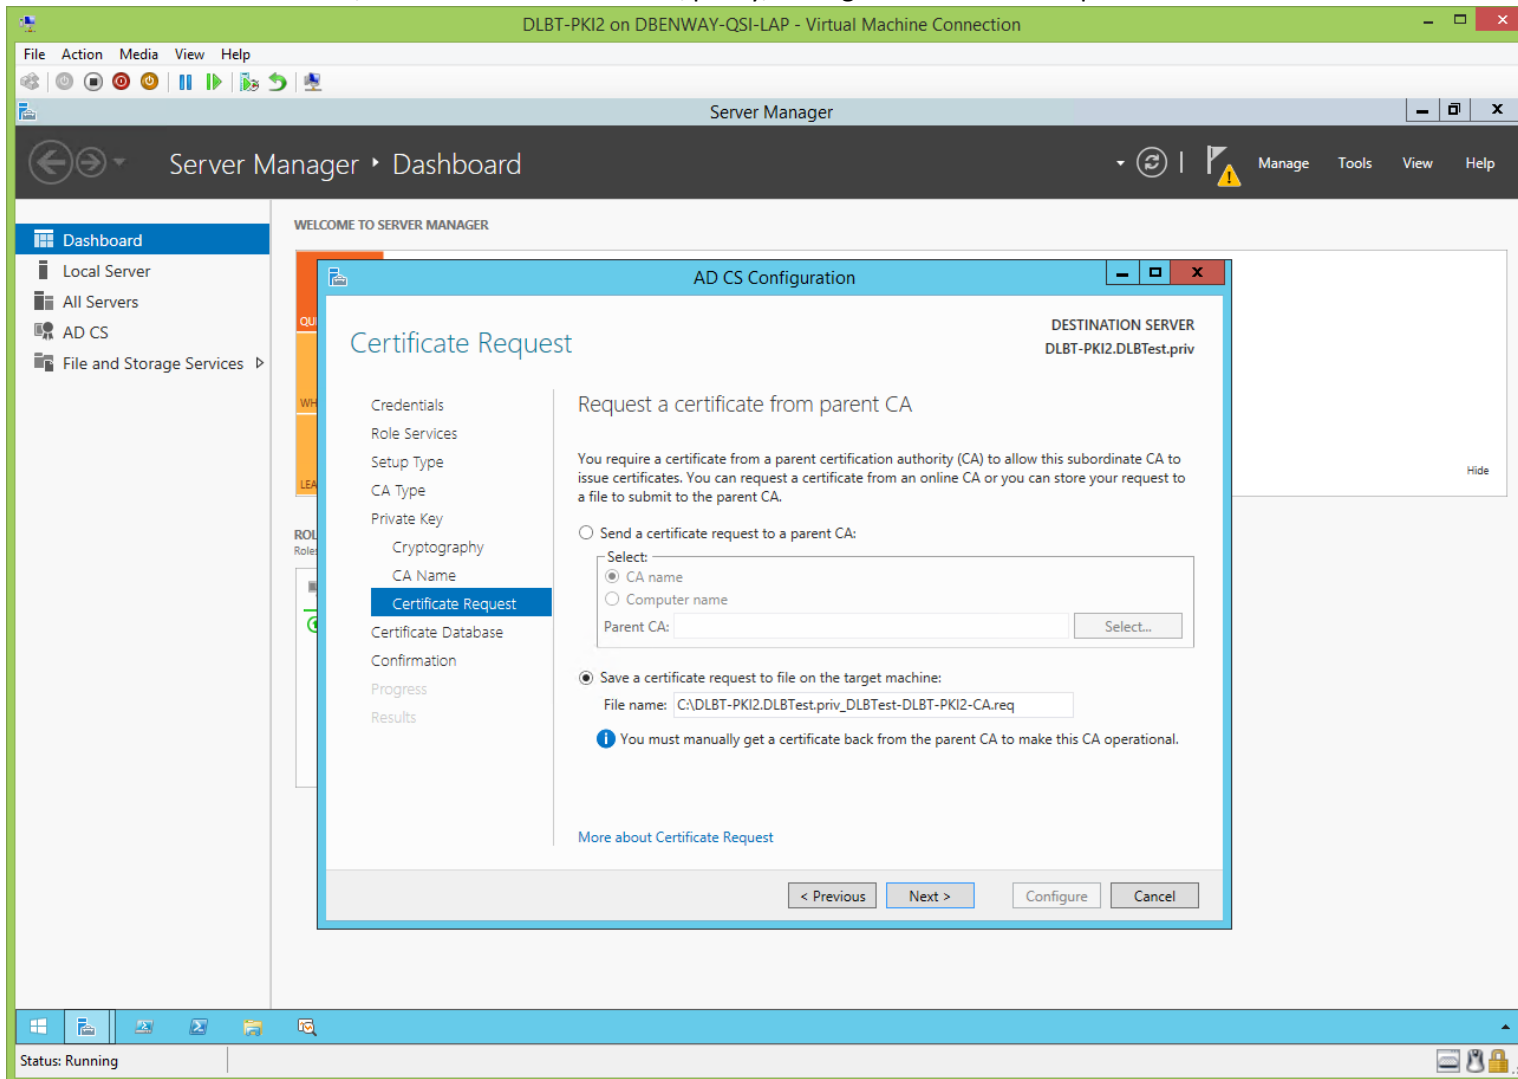 DLBT-PKI2 on DBENWAY-QSI-LAP - Virtual Machine Connection
File Action Media View Help
Server Manager
Server Manager • Dashboard
Manage Tools View Help
Dashboard
Local Server
All Servers
AD CS
File and Storage Services
WELCOME TO SERVER MANAGER
QU
WH
LEA
Hide
ROL
Roles
AD CS Configuration
Certificate Request
DESTINATION SERVER
DLBT-PKI2.DLBTest.priv
Credentials
Role Services
Setup Type
CA Type
Private Key
Cryptography
CA Name
Certificate Request
Certificate Database
Confirmation
Progress
Results
Request a certificate from parent CA
You require a certificate from a parent certification authority (CA) to allow this subordinate CA to
issue certificates. You can request a certificate from an online CA or you can store your request to
a file to submit to the parent CA.
Send a certificate request to a parent CA:
Select:
CA name
Computer name
Parent CA:
Select...
Save a certificate request to file on the target machine:
File name: C:\DLBT-PKI2.DLBTest.priv_DLBTest-DLBT-PKI2-CA.req
You must manually get a certificate back from the parent CA to make this CA operational.
More about Certificate Request
< Previous Next > Configure Cancel
Status: Running